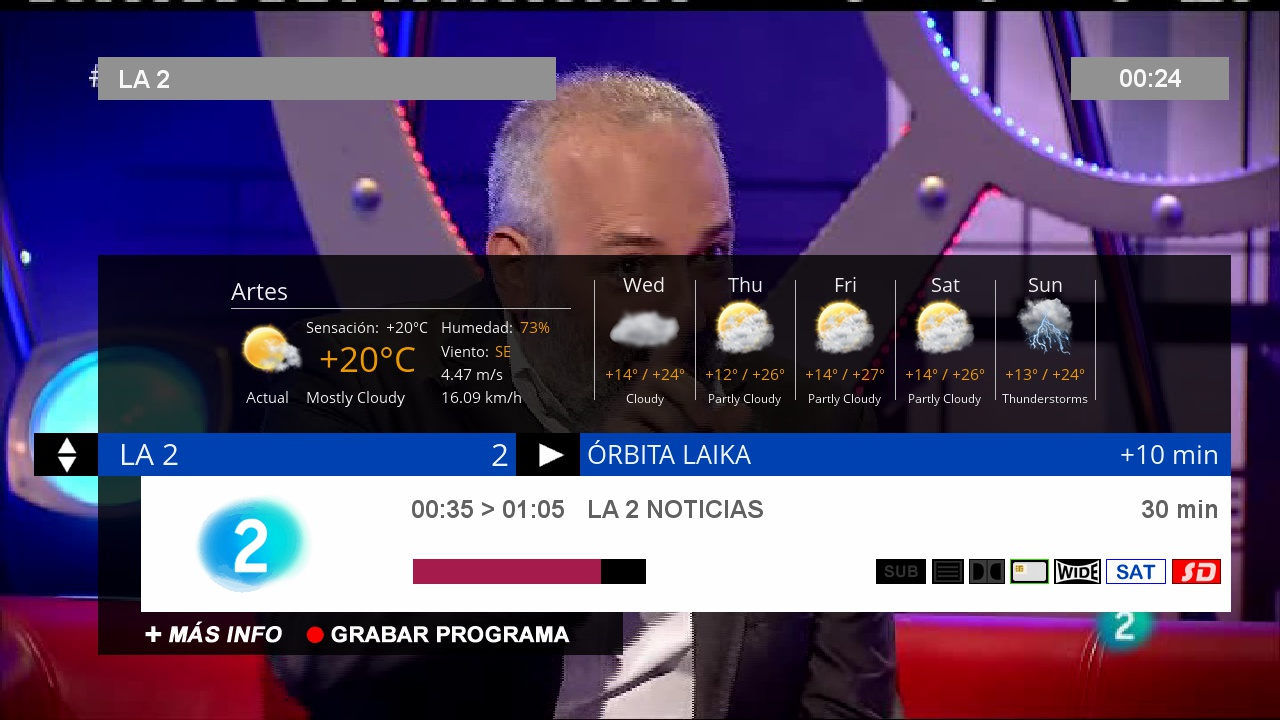 #
LA 2
00:24
Artes
Sensación: +20°C
+20°C
Actual
Mostly Cloudy
Humedad: 73%
Viento: SE
4.47 m/s
16.09 km/h
Wed
+14° / +24°
Cloudy
Thu
+12° / +26°
Partly Cloudy
Fri
+14° / +27°
Partly Cloudy
Sat
+14° / +26°
Partly Cloudy
Sun
+13° / +24°
Thunderstorms
LA 2 2 ÓRBITA LAIKA +10 min
2
00:35 > 01:05 LA 2 NOTICIAS 30 min
SUB WIDE SAT SD
+ MÁS INFO GRABAR PROGRAMA
2